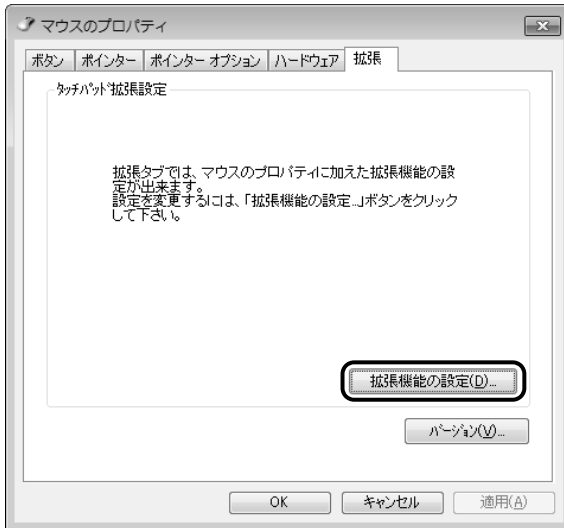 マウスのプロパティ
ボタン ポインター ポインター オプション ハードウェア 拡張
ﾀｯﾁﾊﾟｯﾄﾞ拡張設定
拡張タブでは、マウスのプロパティに加えた拡張機能の設
定が出来ます。
設定を変更するには、「拡張機能の設定...」ボタンをクリック
して下さい。
拡張機能の設定(D)...
ﾊﾞｰｼﾞｮﾝ(V)...
OK キャンセル 適用(A)